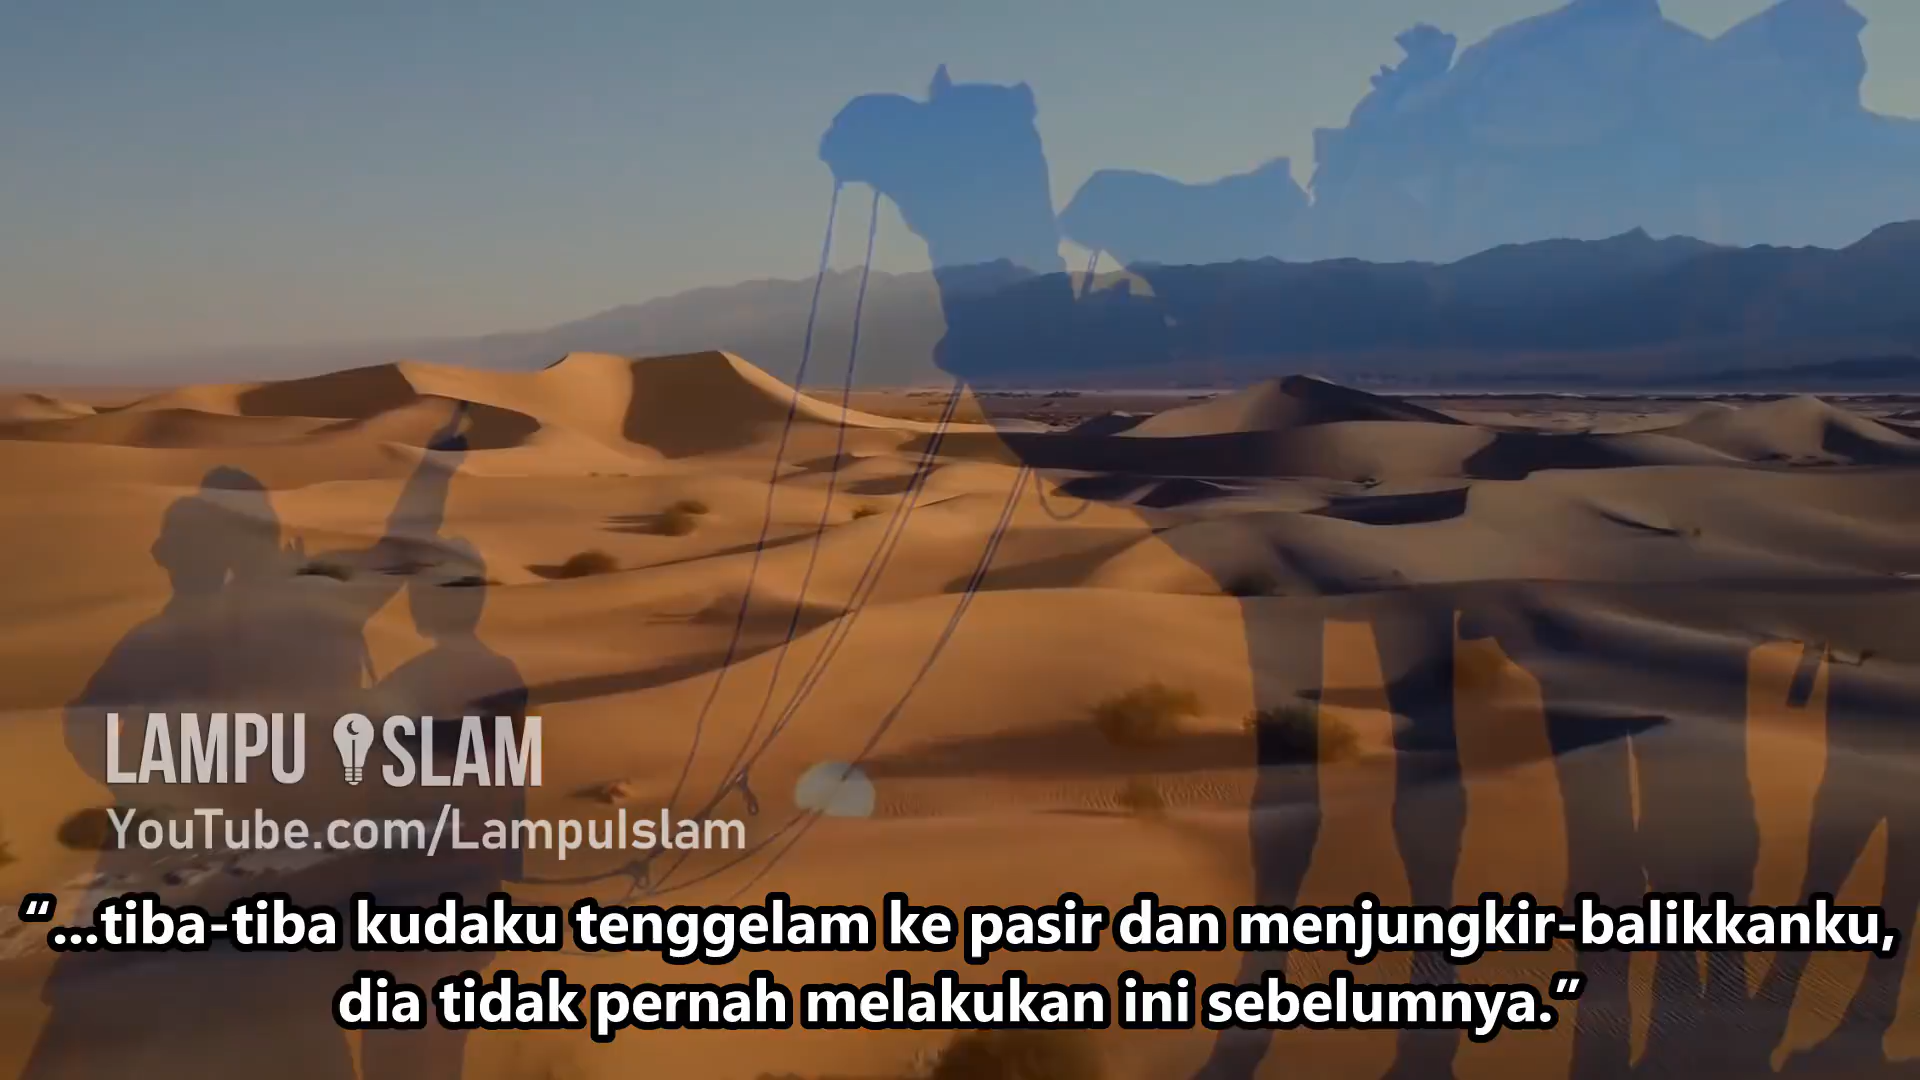 LAMPU ISLAM
YouTube.com/LampuIslam
“...tiba-tiba kudaku tenggelam ke pasir dan menjungkir-balikkanku,
dia tidak pernah melakukan ini sebelumnya.”